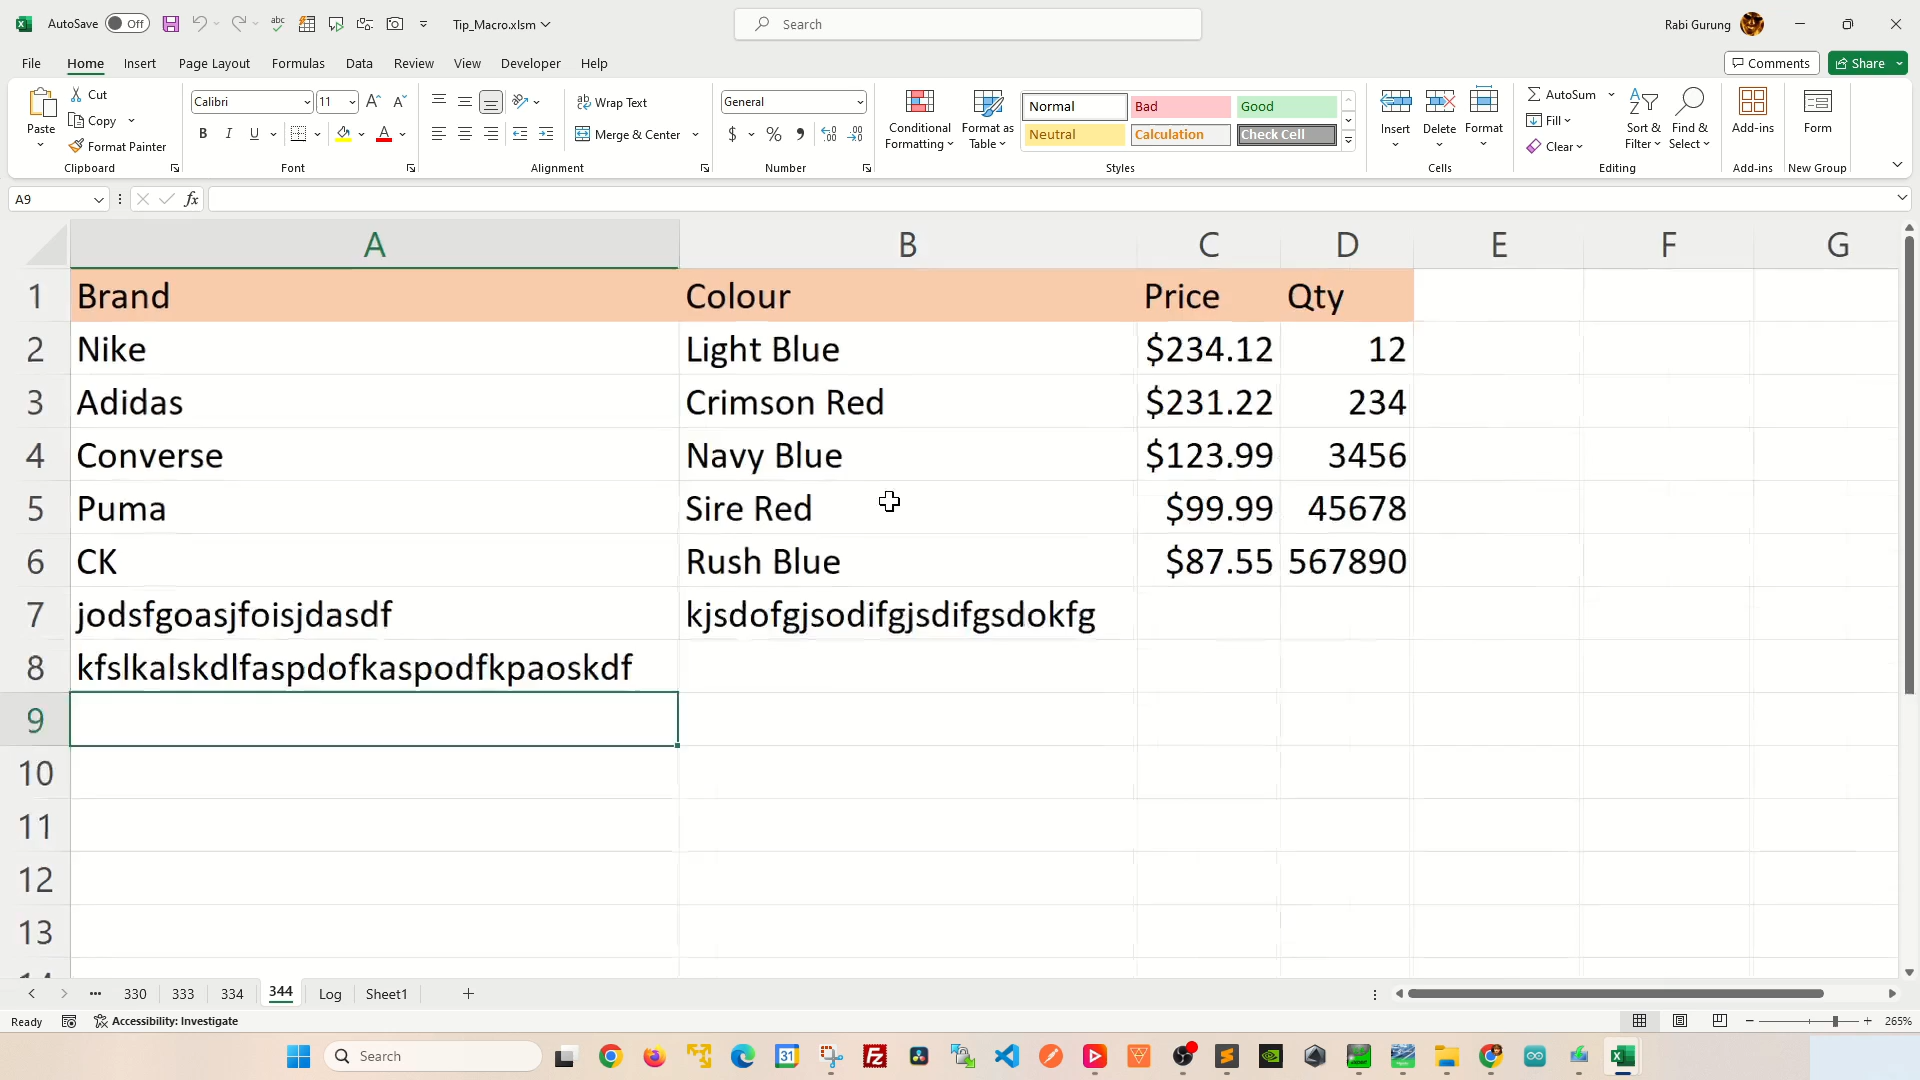 AutoSave Off Tip_Macro.xlsm Search Rabi Gurung
File Home Insert Page Layout Formulas Data Review View Developer Help Comments Share
Paste Cut Copy Format Painter Clipboard
Calibri 11 B I U Font
Wrap Text Merge & Center Alignment
General $ % Number
Conditional Formatting Format as Table
Normal Bad Good
Neutral Calculation Check Cell
Styles
Insert Delete Format Cells
AutoSum Fill Clear Sort & Filter Find & Select Editing
Add-ins Add-ins
Form New Group
A9 fx
A B C D E F G
1 Brand Colour Price Qty
2 Nike Light Blue $234.12 12
3 Adidas Crimson Red $231.22 234
4 Converse Navy Blue $123.99 3456
5 Puma Sire Red $99.99 45678
6 CK Rush Blue $87.55 567890
7 jodsfgoasjfoisjdasdf kjsdofgjsodifgjsdifgsdokfg
8 kfslkalskdlfaspdofkaspodfkpaoskdf
9
10
11
12
13
330 333 334 344 Log Sheet1
Ready Accessibility: Investigate 265%
Search